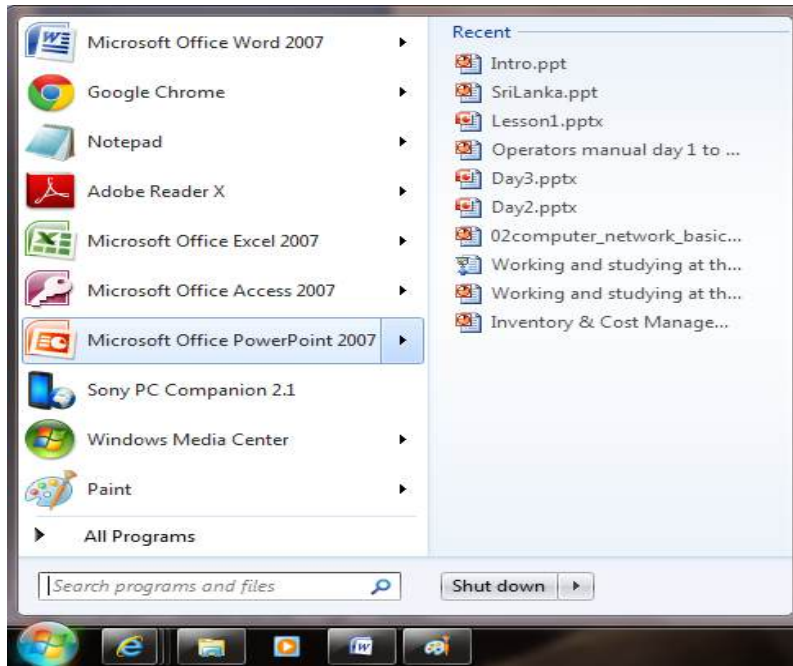 Microsoft Office Word 2007
Google Chrome
Notepad
Adobe Reader X
Microsoft Office Excel 2007
Microsoft Office Access 2007
Microsoft Office PowerPoint 2007
Sony PC Companion 2.1
Windows Media Center
Paint
All Programs
Search programs and files
Recent
Intro.ppt
SriLanka.ppt
Lesson1.pptx
Operators manual day 1 to ...
Day3.pptx
Day2.pptx
02computer_network_basic...
Working and studying at th...
Working and studying at th...
Inventory & Cost Manage...
Shut down